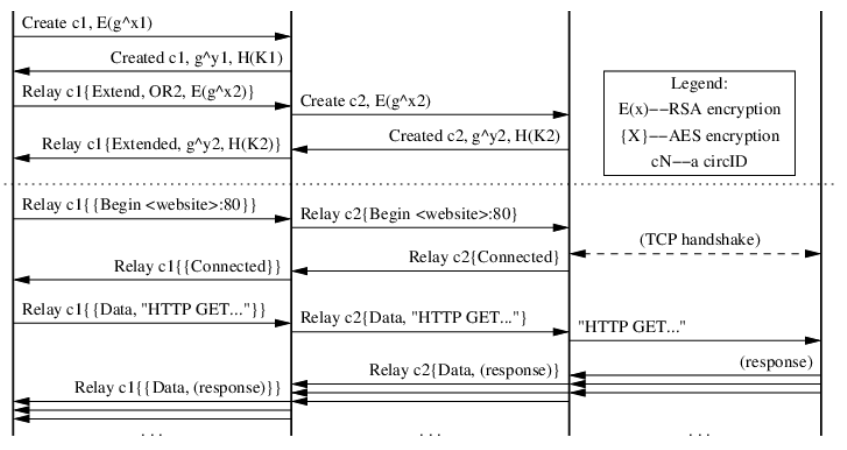 Create c1, E(g^x1)
Created c1, g^y1, H(K1)
Relay c1{Extend, OR2, E(g^x2)}
Create c2, E(g^x2)
Created c2, g^y2, H(K2)
Relay c1{Extended, g^y2, H(K2)}
Legend:
E(x)−−RSA encryption
{X}−−AES encryption
cN−−a circID
Relay c1{{Begin <website>:80}}
Relay c2{Begin <website>:80}
(TCP handshake)
Relay c2{Connected}
Relay c1{{Connected}}
Relay c1{{Data, "HTTP GET..."}}
Relay c2{Data, "HTTP GET..."}
"HTTP GET..."
(response)
Relay c2{Data, (response)}
Relay c1{{Data, (response)}}
. . .
. . .
. . .